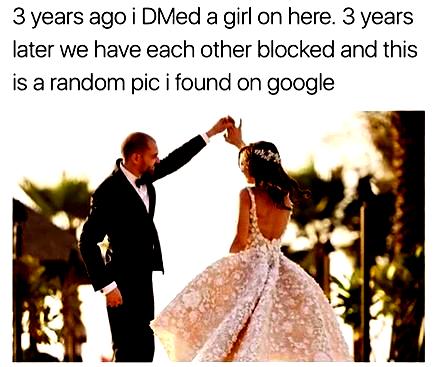 3 years ago i DMed a girl on here. 3 years
later we have each other blocked and this
is a random pic i found on google